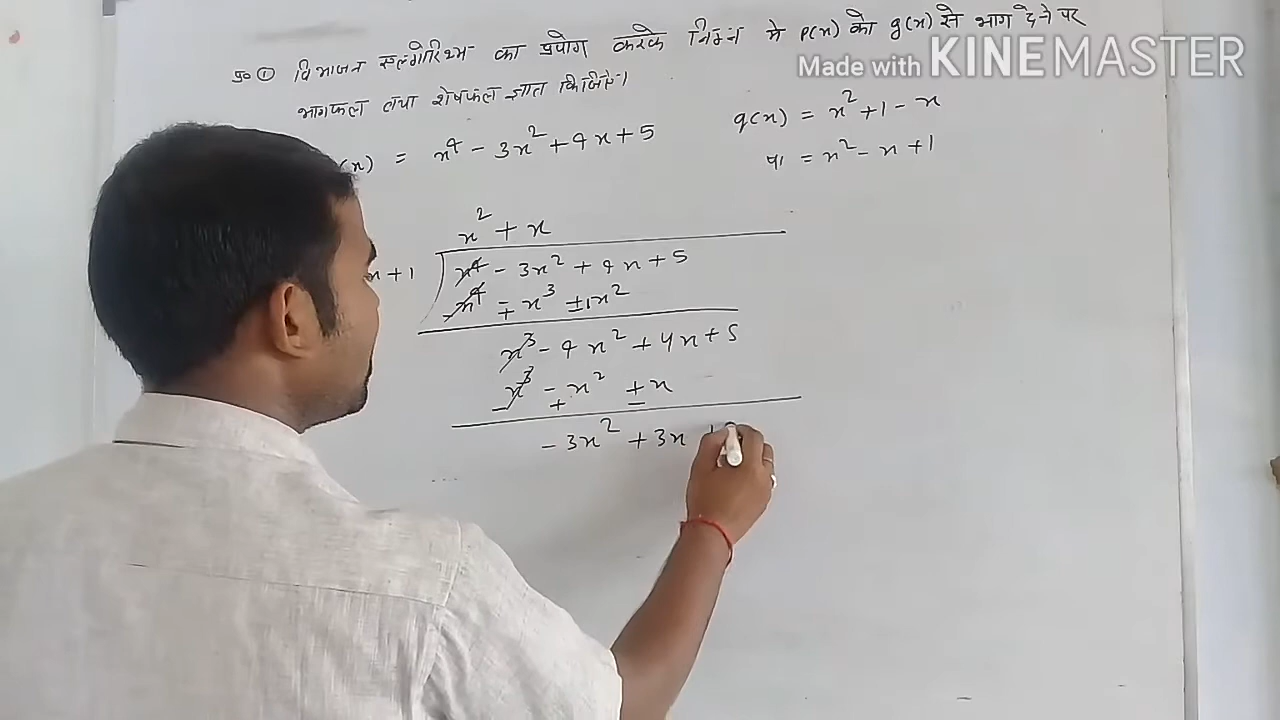 प्र० ① विभाजन एल्गोरिथ्म का प्रयोग करके निम्न मे p(x) को g(x) से भाग देने पर
भागफल तथा शेषफल ज्ञात किजिए।
(x) = x⁴ - 3x² + 4x + 5
g(x) = x² + 1 - x
या = x² - x + 1
x² + x
x + 1
x⁴ - 3x² + 4x + 5
x⁴ - x³ + 1x²
- + -
x³ - 4x² + 4x + 5
x³ - x² + x
- + -
- 3x² + 3x +
Made with KINEMASTER